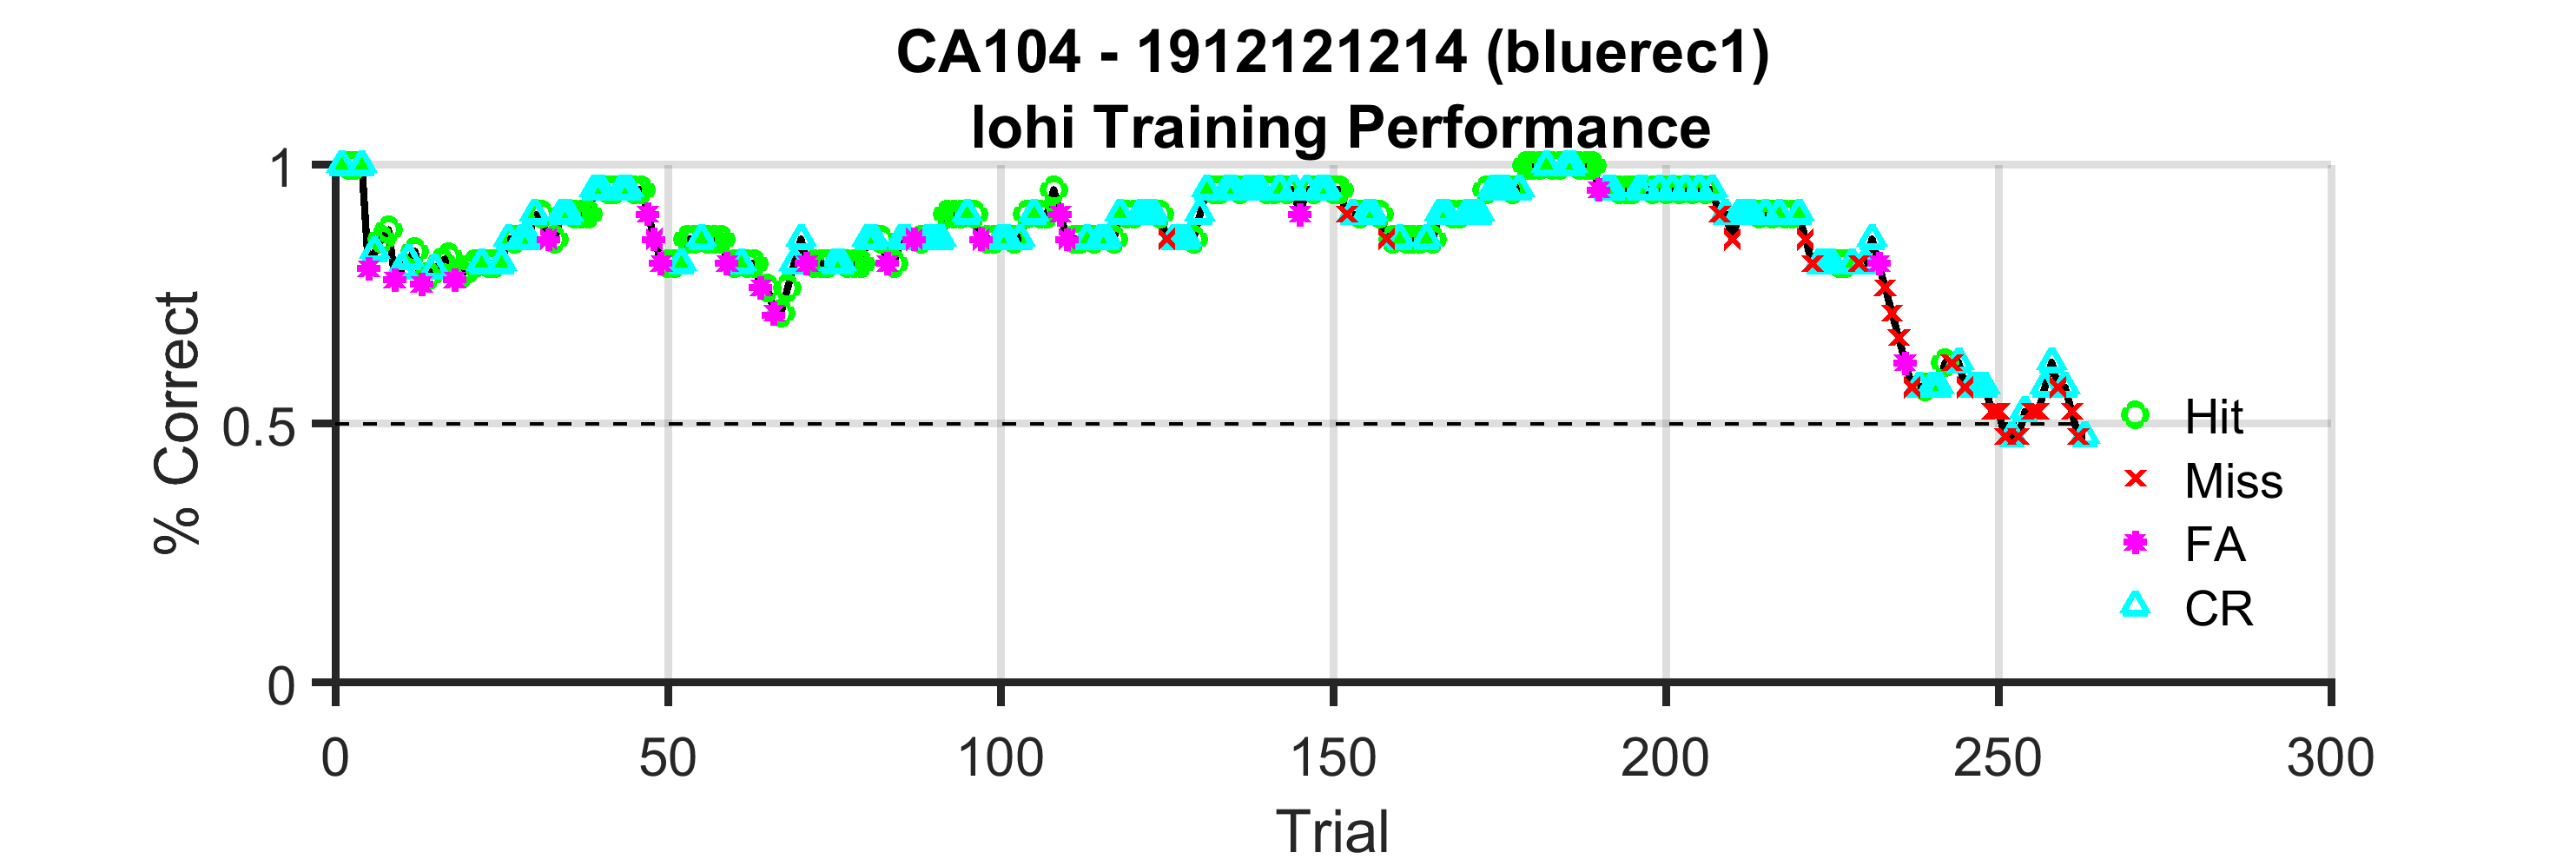 CA104 - 1912121214 (bluerec1)
lohi Training Performance
1
0.5
0
% Correct
Hit
Miss
FA
CR
0 50 100 150 200 250 300
Trial